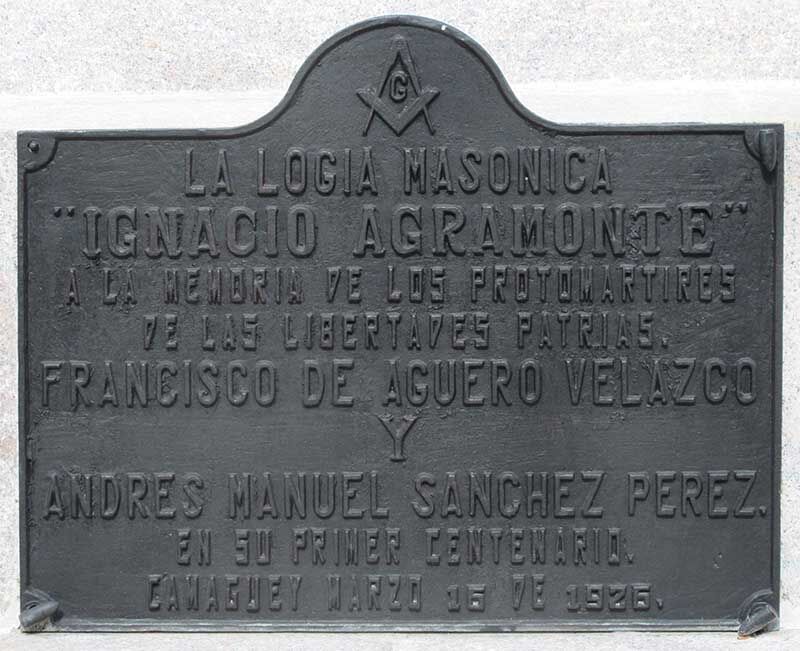 G
LA LOGIA MASONICA
"IGNACIO AGRAMONTE"
A LA MEMORIA DE LOS PROTOMARTIRES
DE LAS LIBERTADES PATRIAS.
FRANCISCO DE AGUERO VELAZCO
Y
ANDRES MANUEL SANCHEZ PEREZ.
EN SU PRIMER CENTENARIO.
CAMAGUEY MARZO 16 DE 1926.